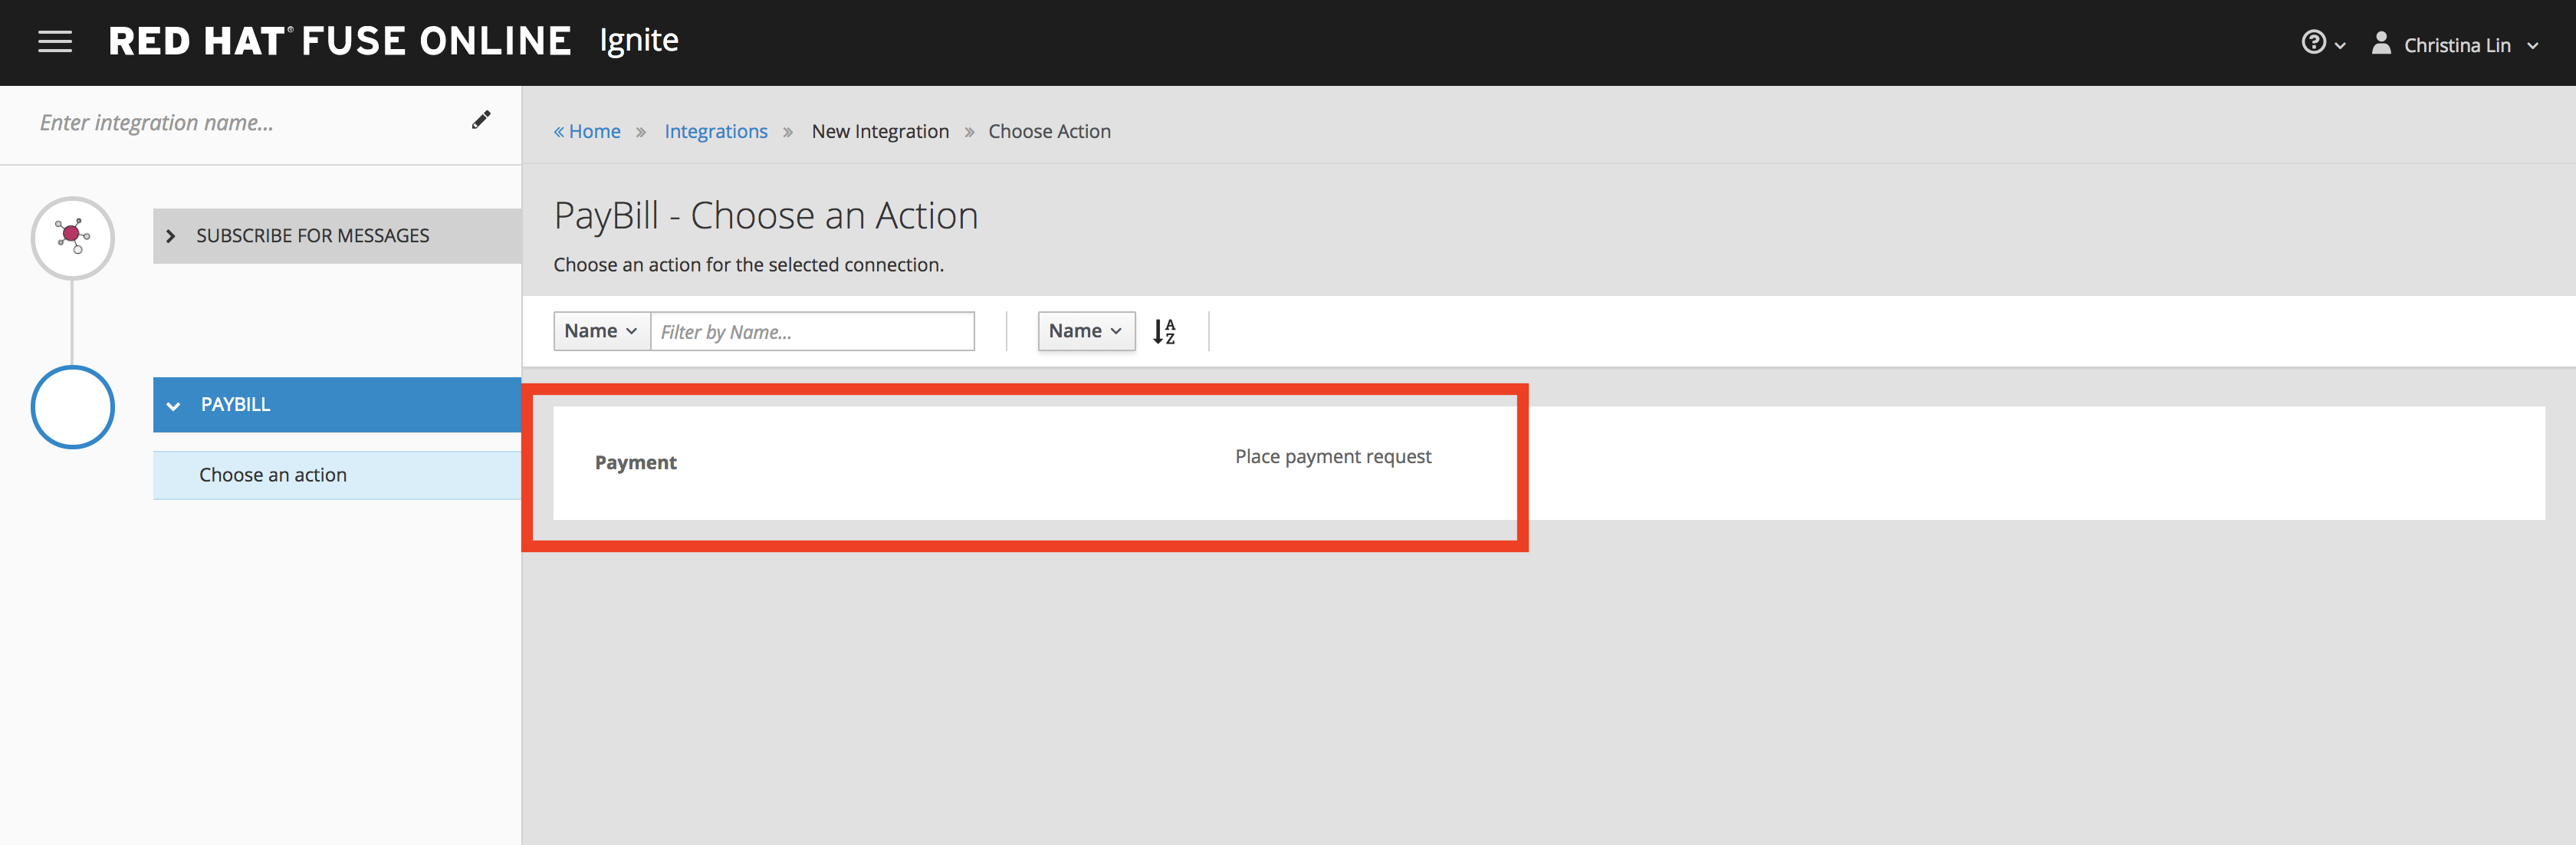 RED HAT® FUSE ONLINE Ignite
Christina Lin
Enter integration name...
« Home » Integrations » New Integration » Choose Action
SUBSCRIBE FOR MESSAGES
PAYBILL
Choose an action
PayBill - Choose an Action
Choose an action for the selected connection.
Name Filter by Name... Name
Payment Place payment request